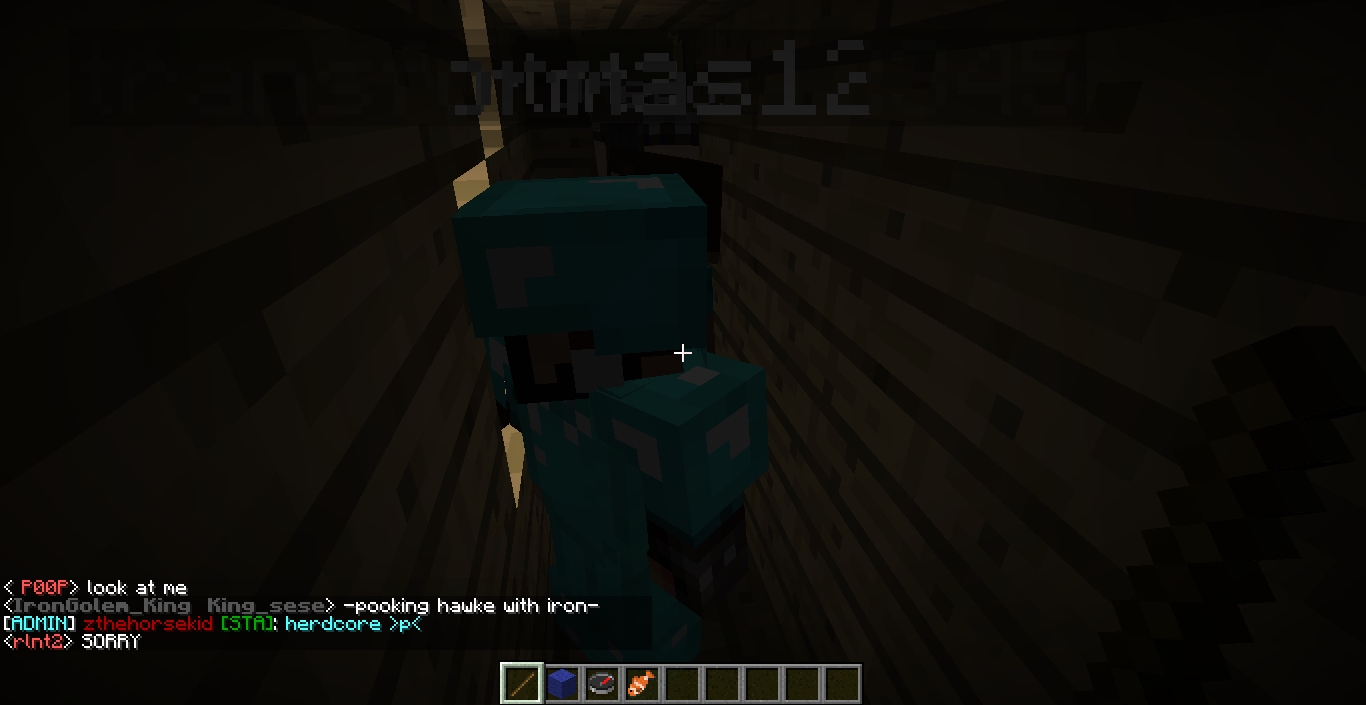 < P00P> look at me
<IronGolem_King King_sese> -pooking hawke with iron-
[ADMIN] zthehorsekid [STA]: herdcore >p<
<rlnt2> SORRY